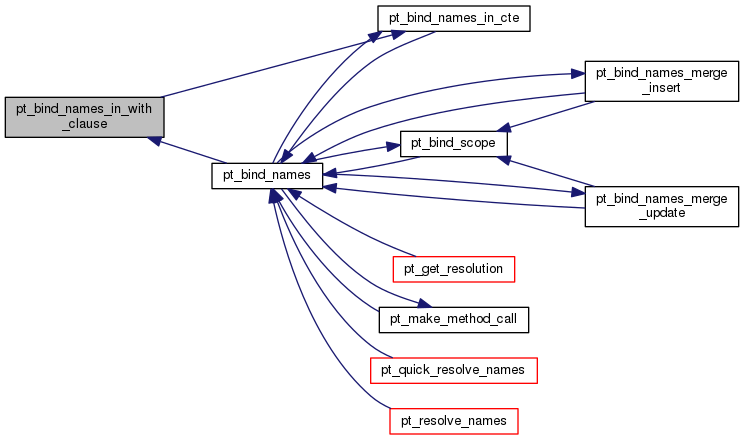 pt_bind_names_in_cte
pt_bind_names_merge
_insert
pt_bind_names_in_with
_clause
pt_bind_scope
pt_bind_names
pt_bind_names_merge
_update
pt_get_resolution
pt_make_method_call
pt_quick_resolve_names
pt_resolve_names